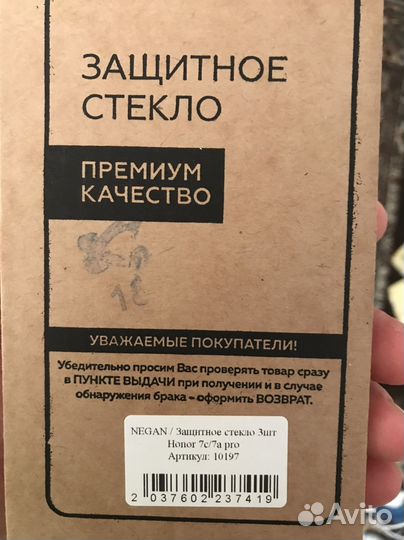 ЗАЩИТНОЕ
СТЕКЛО
ПРЕМИУМ
КАЧЕСТВО
УВАЖАЕМЫЕ ПОКУПАТЕЛИ!
Убедительно просим Вас проверять товар сразу
в ПУНКТЕ ВЫДАЧИ при получении и в случае
обнаружения брака - оформить ВОЗВРАТ.
NEGAN / Защитное стекло 3шт
Honor 7c/7a pro
Артикул: 10197
2 037602 237419
Avito